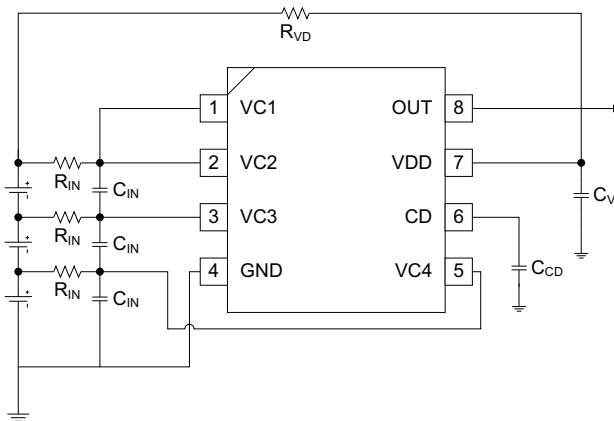 RVD
1 VC1 OUT 8
2 VC2 VDD 7
RIN CIN CV
3 VC3 CD 6
RIN CIN
4 GND VC4 5
CCD
RIN CIN